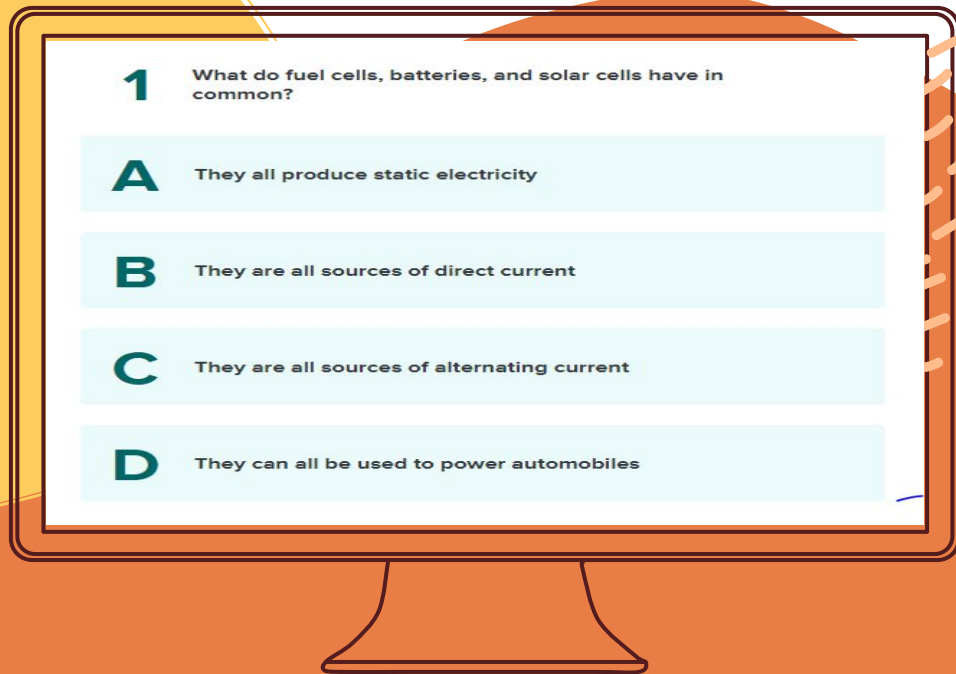 1
What do fuel cells, batteries, and solar cells have in
common?
A
They all produce static electricity
B
They are all sources of direct current
C
They are all sources of alternating current
D
They can all be used to power automobiles